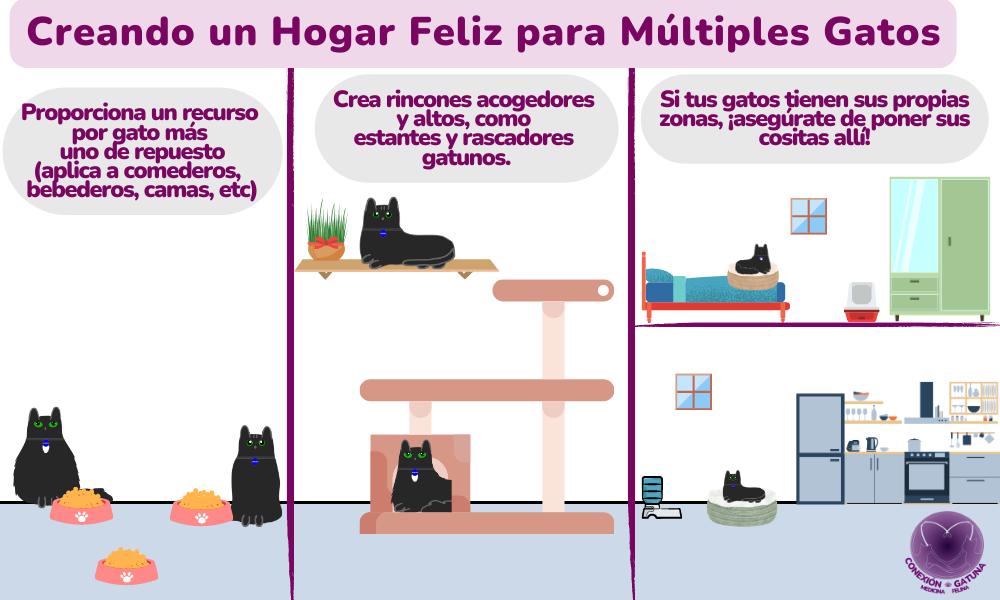 Creando un Hogar Feliz para Múltiples Gatos
Proporciona un recurso
por gato más
uno de repuesto
(aplica a comederos,
bebederos, camas, etc)
Crea rincones acogedores
y altos, como
estantes y rascadores
gatunos.
Si tus gatos tienen sus propias
zonas, ¡asegúrate de poner sus
cositas allí!
CONEXIÓN GATUNA
MEDICINA FELINA